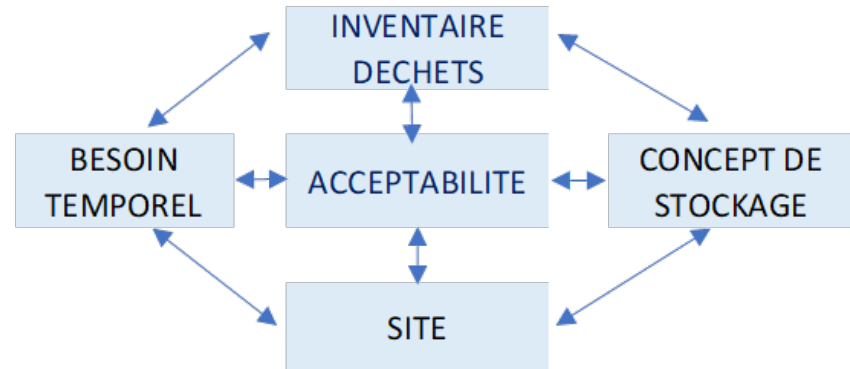 INVENTAIRE
DECHETS
BESOIN
TEMPOREL
ACCEPTABILITE
CONCEPT DE
STOCKAGE
SITE